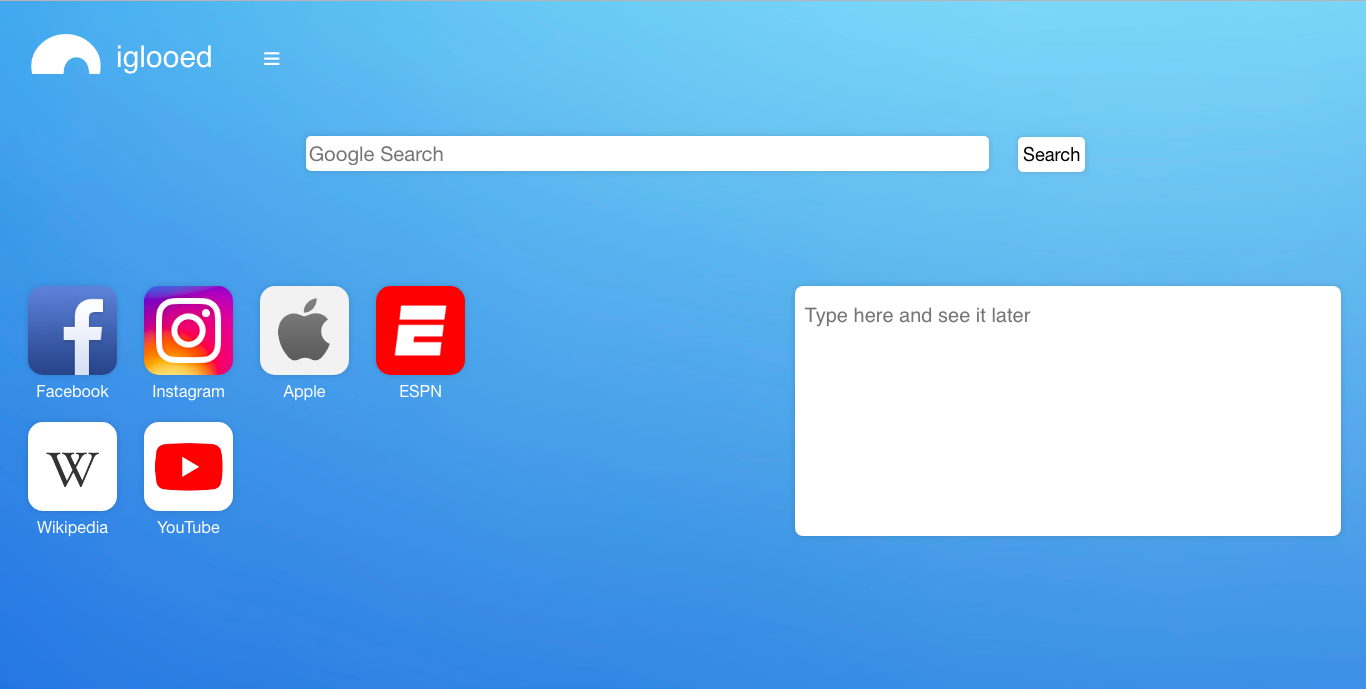 iglooed
Google Search
Search
Facebook
Instagram
Apple
ESPN
Type here and see it later
W
Wikipedia
YouTube